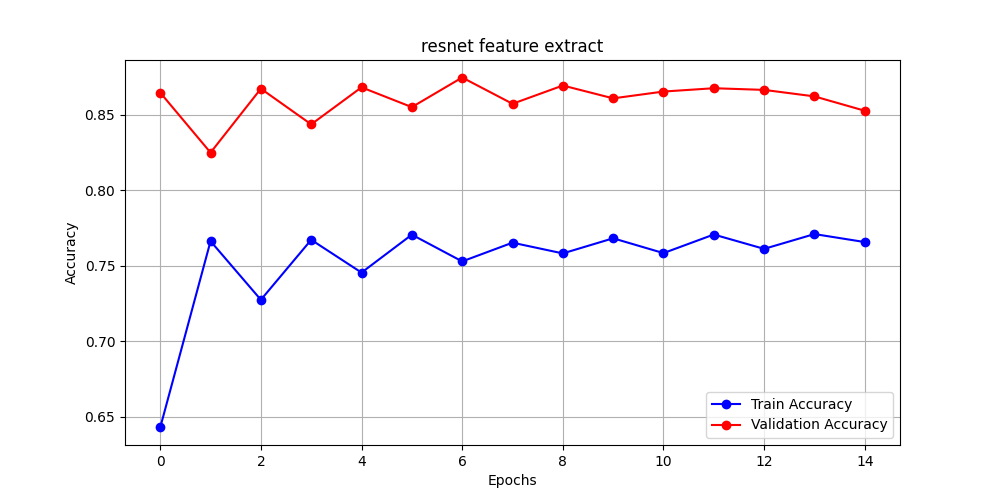 resnet feature extract
Accuracy
0.85
0.80
0.75
0.70
0.65
Train Accuracy
Validation Accuracy
0 2 4 6 8 10 12 14
Epochs